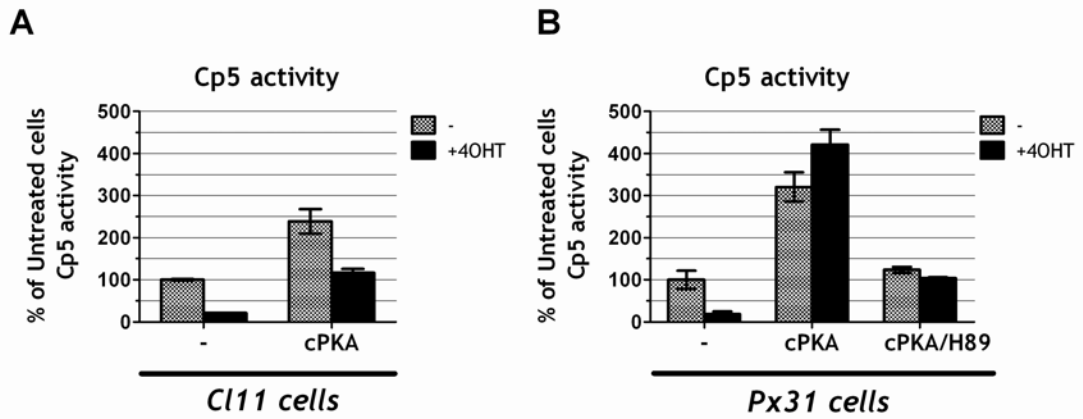 A
Cp5 activity
% of Untreated cells
Cp5 activity
500
400
300
200
100
0
-
+4OHT
-
cPKA
Cl11 cells
B
Cp5 activity
% of Untreated cells
Cp5 activity
500
400
300
200
100
0
-
+4OHT
-
cPKA
cPKA/H89
Px31 cells